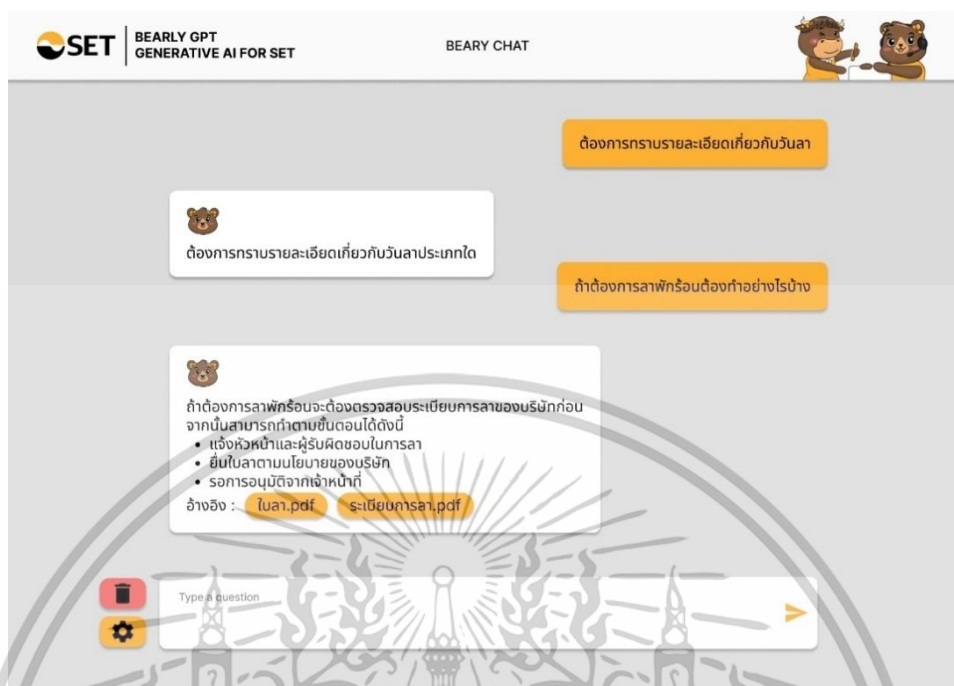 SET
BEARLY GPT
GENERATIVE AI FOR SET
BEARY CHAT
ต้องการทราบรายละเอียดเกี่ยวกับวันลา
ต้องการทราบรายละเอียดเกี่ยวกับวันลาประเภทใด
ถ้าต้องการลาพักร้อนต้องทำอย่างไรบ้าง
ถ้าต้องการลาพักร้อนจะต้องตรวจสอบระเบียบการลาของบริษัทก่อน
จากนั้นสามารถทำตามขั้นตอนได้ดังนี้
• แจ้งหัวหน้าและผู้รับผิดชอบในการลา
• ยื่นใบลาตามนโยบายของบริษัท
• รอการอนุมัติจากเจ้าหน้าที่
อ้างอิง : ใบลา.pdf ระเบียบการลา.pdf
Type a question